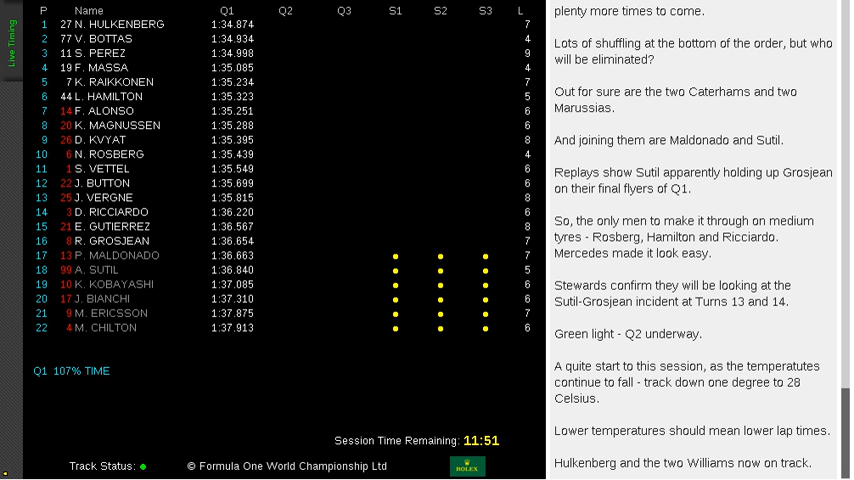 Live Timing
P Name Q1 Q2 Q3 S1 S2 S3 L
1 27 N. HULKENBERG 1:34.874 7
2 77 V. BOTTAS 1:34.934 4
3 11 S. PEREZ 1:34.998 9
4 19 F. MASSA 1:35.085 4
5 7 K. RAIKKONEN 1:35.234 7
6 44 L. HAMILTON 1:35.323 5
7 14 F. ALONSO 1:35.251 6
8 20 K. MAGNUSSEN 1:35.288 6
9 26 D. KVYAT 1:35.395 8
10 6 N. ROSBERG 1:35.439 4
11 1 S. VETTEL 1:35.549 6
12 22 J. BUTTON 1:35.699 6
13 25 J. VERGNE 1:35.815 8
14 3 D. RICCIARDO 1:36.220 6
15 21 E. GUTIERREZ 1:36.567 8
16 8 R. GROSJEAN 1:36.654 7
17 13 P. MALDONADO 1:36.663 7
18 99 A. SUTIL 1:36.840 5
19 10 K. KOBAYASHI 1:37.085 6
20 17 J. BIANCHI 1:37.310 6
21 9 M. ERICSSON 1:37.875 7
22 4 M. CHILTON 1:37.913 6
Q1 107% TIME
Session Time Remaining: 11:51
Track Status: © Formula One World Championship Ltd
ROLEX
plenty more times to come.
Lots of shuffling at the bottom of the order, but who
will be eliminated?
Out for sure are the two Caterhams and two
Marussias.
And joining them are Maldonado and Sutil.
Replays show Sutil apparently holding up Grosjean
on their final flyers of Q1.
So, the only men to make it through on medium
tyres - Rosberg, Hamilton and Ricciardo.
Mercedes made it look easy.
Stewards confirm they will be looking at the
Sutil-Grosjean incident at Turns 13 and 14.
Green light - Q2 underway.
A quite start to this session, as the temperatutes
continue to fall - track down one degree to 28
Celsius.
Lower temperatures should mean lower lap times.
Hulkenberg and the two Williams now on track.